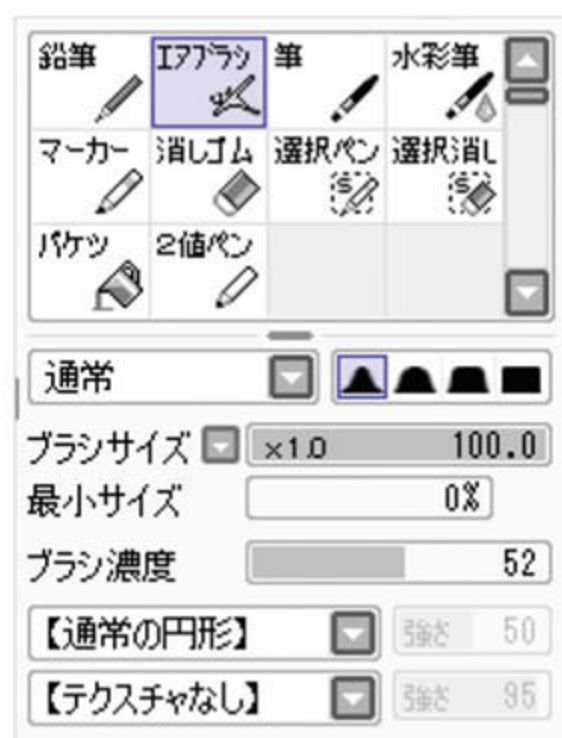 鉛筆 エアブラシ 筆 水彩筆
マーカー 消しゴム 選択ペン 選択消し
バケツ 2値ペン
通常
ブラシサイズ ×1.0 100.0
最小サイズ 0%
ブラシ濃度 52
【通常の円形】 強さ 50
【テクスチャなし】 強さ 95